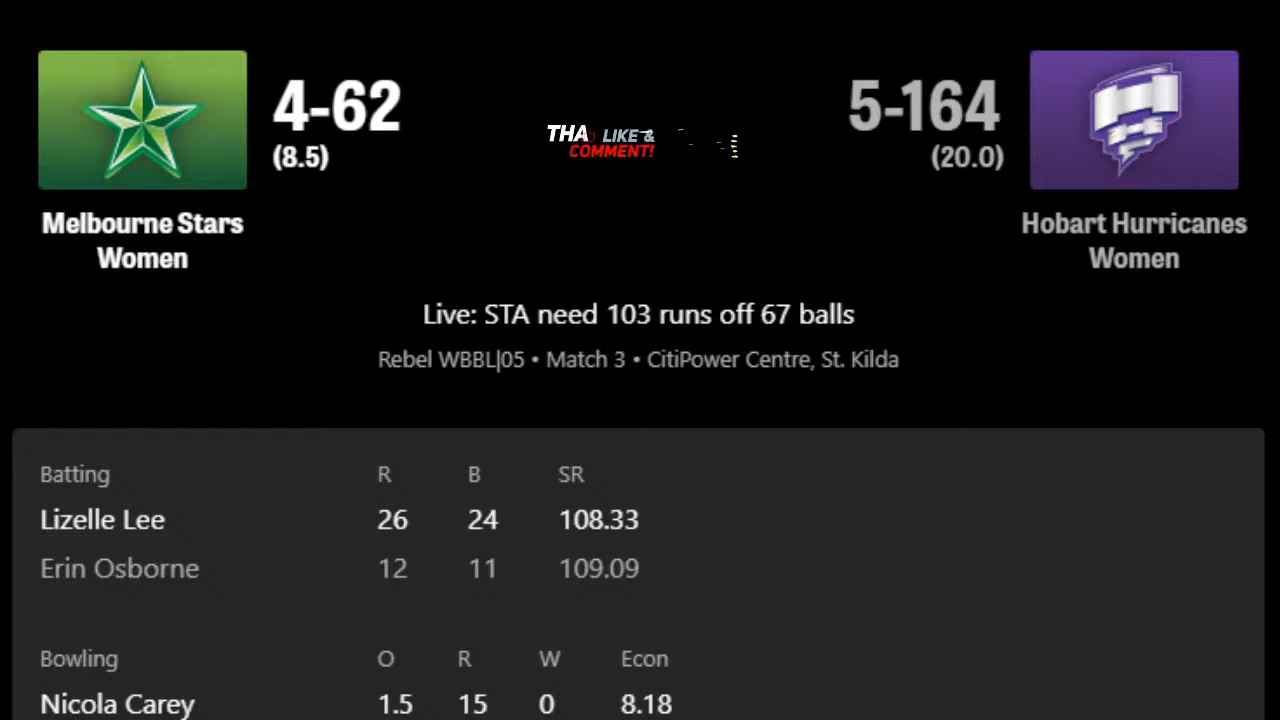 4-62
(8.5)
Melbourne Stars
Women
THA LIKE &
COMMENT!
5-164
(20.0)
Hobart Hurricanes
Women
Live: STA need 103 runs off 67 balls
Rebel WBBL|05 • Match 3 • CitiPower Centre, St. Kilda
Batting R B SR
Lizelle Lee 26 24 108.33
Erin Osborne 12 11 109.09
Bowling O R W Econ
Nicola Carey 1.5 15 0 8.18